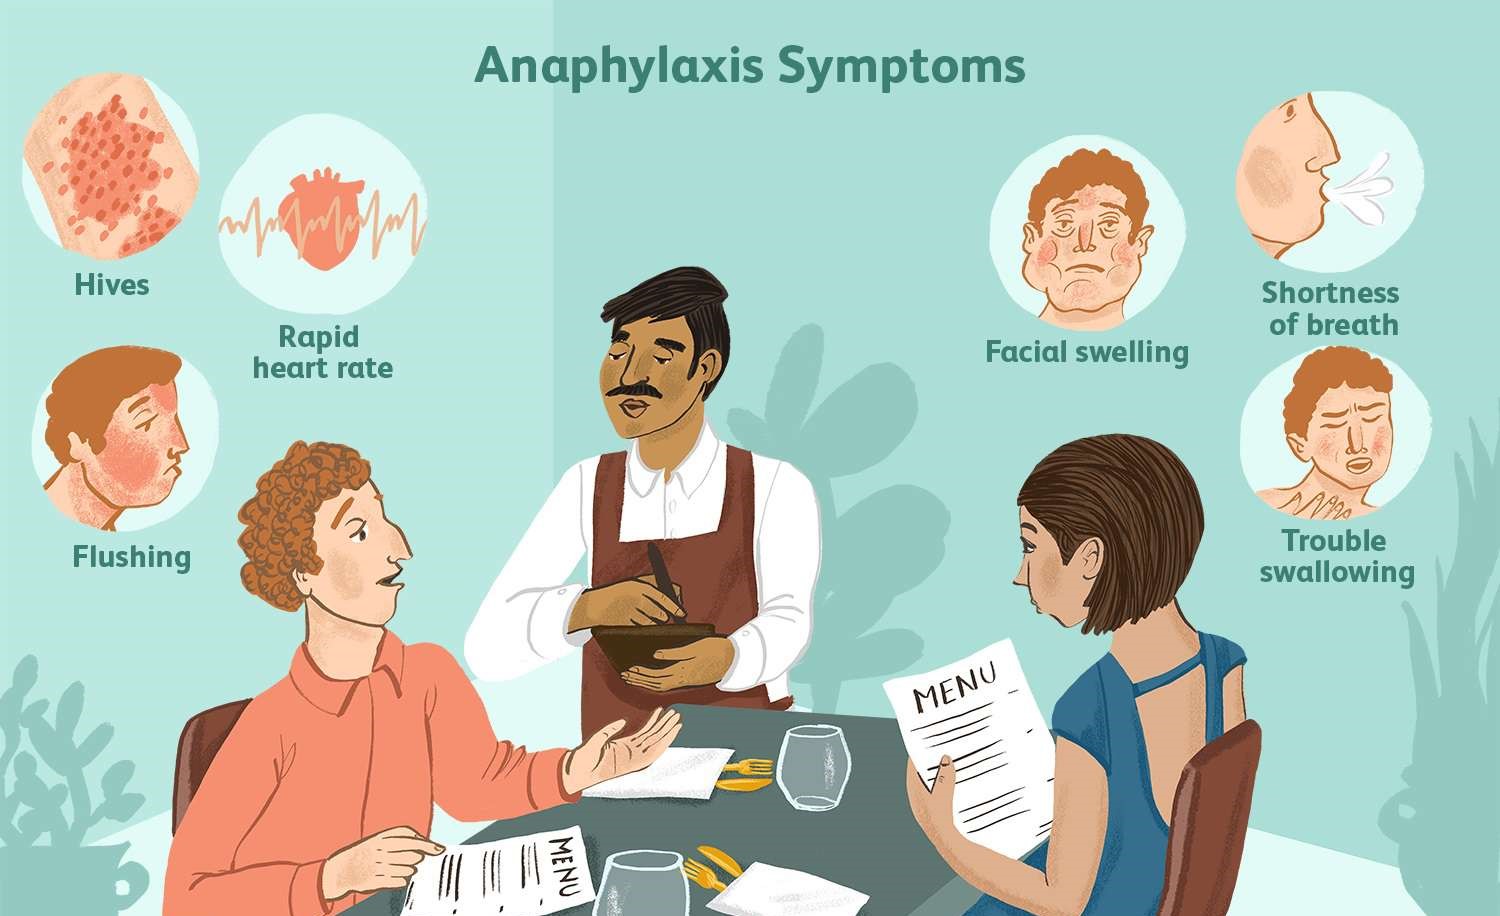 Anaphylaxis Symptoms
Hives
Rapid
heart rate
Flushing
Facial swelling
Shortness
of breath
Trouble
swallowing
MENU
MENU